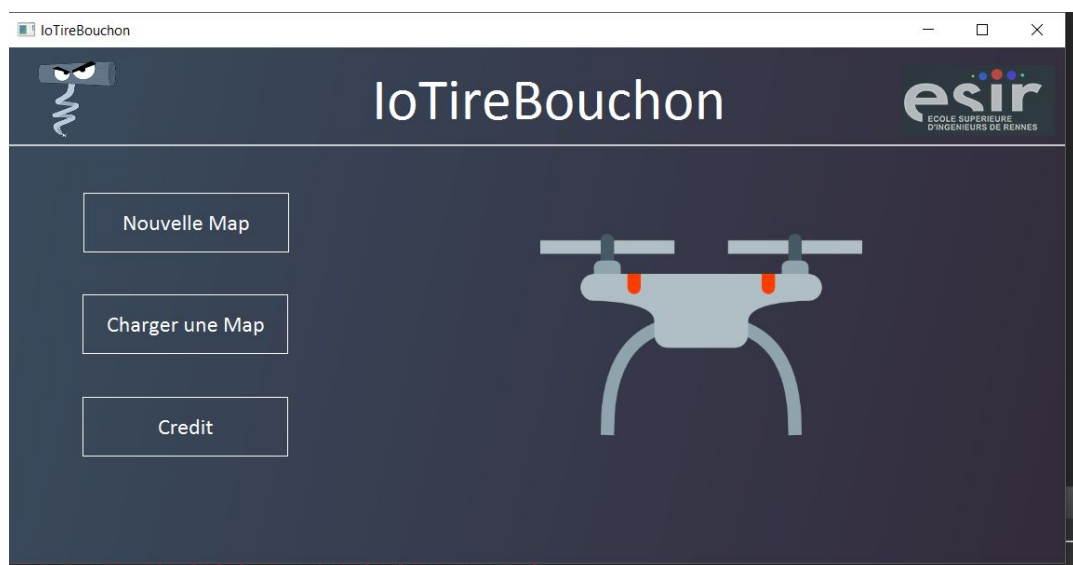 IoTireBouchon
IoTireBouchon
esir
ECOLE SUPERIEURE
D'INGENIEURS DE RENNES
Nouvelle Map
Charger une Map
Credit